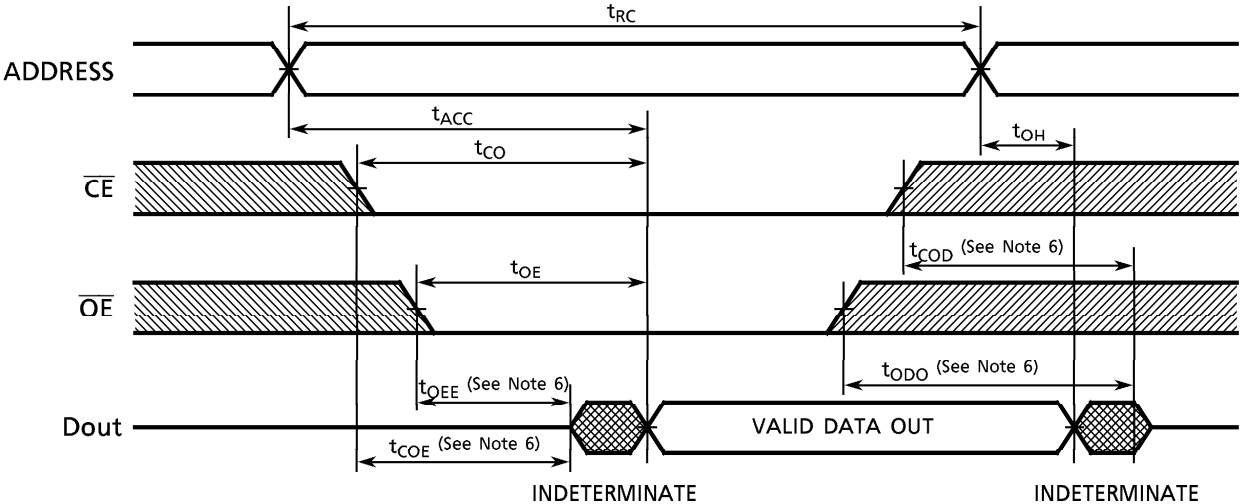 tRC
ADDRESS
tACC
tOH
tCO
CE
tCOD (See Note 6)
tOE
OE
tODO (See Note 6)
tOEE (See Note 6)
Dout
VALID DATA OUT
tCOE (See Note 6)
INDETERMINATE
INDETERMINATE